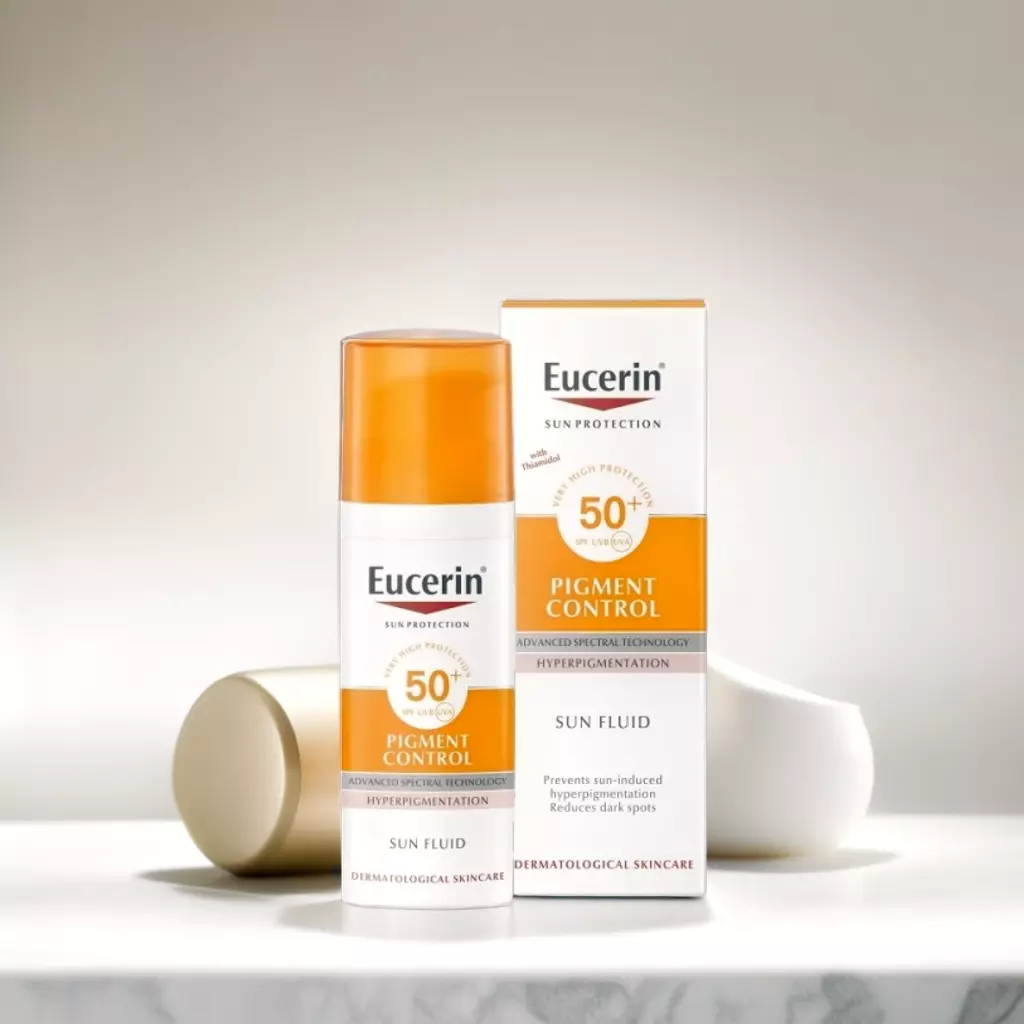 Eucerin®
SUN PROTECTION
VERY HIGH PROTECTION
50+
SPF UVB UVA
PIGMENT
CONTROL
ADVANCED SPECTRAL TECHNOLOGY
HYPERPIGMENTATION
SUN FLUID
DERMATOLOGICAL SKINCARE
Eucerin®
SUN PROTECTION
with
Thiamidol
VERY HIGH PROTECTION
50+
SPF UVB UVA
PIGMENT
CONTROL
ADVANCED SPECTRAL TECHNOLOGY
HYPERPIGMENTATION
SUN FLUID
Prevents sun-induced
hyperpigmentation
Reduces dark spots
DERMATOLOGICAL SKINCARE